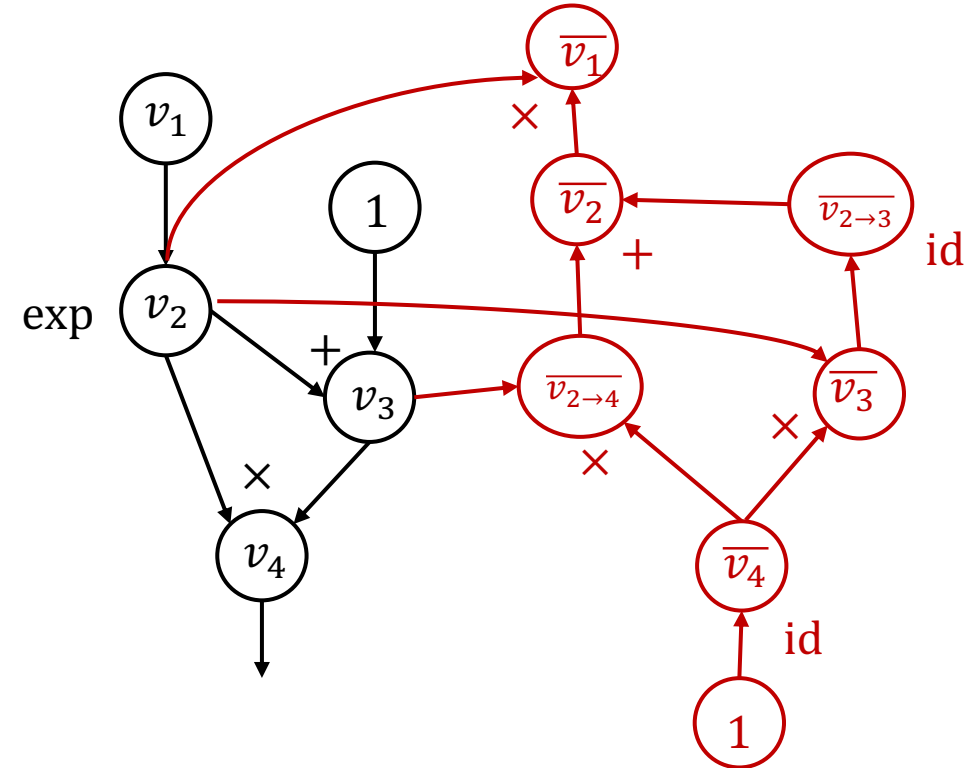 v₁
1
exp
v₂
+
v₃
×
v₄
v̅₁
×
v̅₂
+
v̅₂→₃
id
v̅₂→₄
×
v̅₃
×
v̅₄
id
1